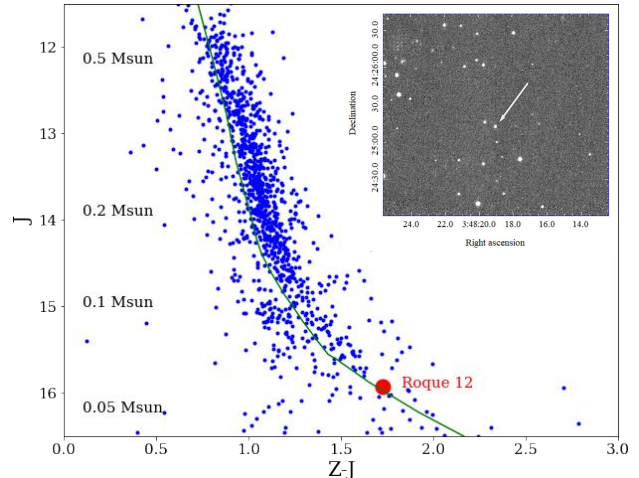 12
13
14
15
16
J
0.5 Msun
0.2 Msun
0.1 Msun
0.05 Msun
Roque 12
0.0 0.5 1.0 1.5 2.0 2.5 3.0
Z-J
30.0
24:26:00.0
30.0
25:00.0
24:30.0
Declination
24.0 22.0 3:48:20.0 18.0 16.0 14.0
Right ascension